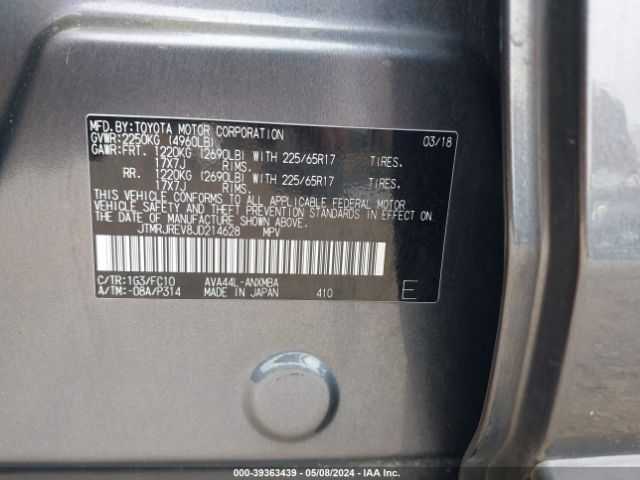 MFD.BY:TOYOTA MOTOR CORPORATION 03/18
GVWR:2250KG (4960LB)
GAWR:FRT. 1220KG (2690LB) WITH 225/65R17 TIRES.
17X7J RIMS.
RR. 1220KG (2690LB) WITH 225/65R17 TIRES.
17X7J RIMS.
THIS VEHICLE CONFORMS TO ALL APPLICABLE FEDERAL MOTOR
VEHICLE SAFETY AND THEFT PREVENTION STANDARDS IN EFFECT ON
THE DATE OF MANUFACTURE SHOWN ABOVE.
JTMRJREV8JD214628 MPV
C/TR:1G3/FC10 AVA44L-ANXMBA
A/TM:-08A/P314 MADE IN JAPAN 410 E
000-39363439 - 05/08/2024 - IAA Inc.